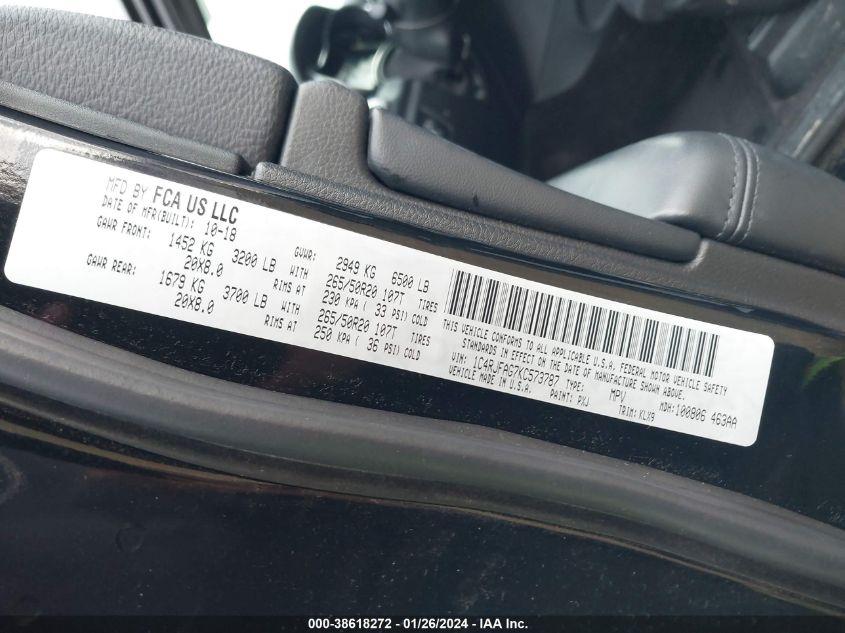 MFD BY FCA US LLC
DATE OF MFR(BUILT): 10-18 GVWR: 2949 KG 6500 LB
GAWR FRONT: 1452 KG 3200 LB WITH 265/50R20 107T TIRES
20X8.0 RIMS AT 230 KPA ( 33 PSI) COLD
GAWR REAR: 1679 KG 3700 LB WITH 265/50R20 107T TIRES
20X8.0 RIMS AT 250 KPA ( 36 PSI) COLD
THIS VEHICLE CONFORMS TO ALL APPLICABLE U.S.A. FEDERAL MOTOR VEHICLE SAFETY
STANDARDS IN EFFECT ON THE DATE OF MANUFACTURE SHOWN ABOVE.
VIN: 1C4RJFAG7KC573787 TYPE: MPV MDH:100806 463AA
VEHICLE MADE IN U.S.A. PAINT: PXJ TRIM: KLX9
000-38618272 - 01/26/2024 - IAAI, Inc.